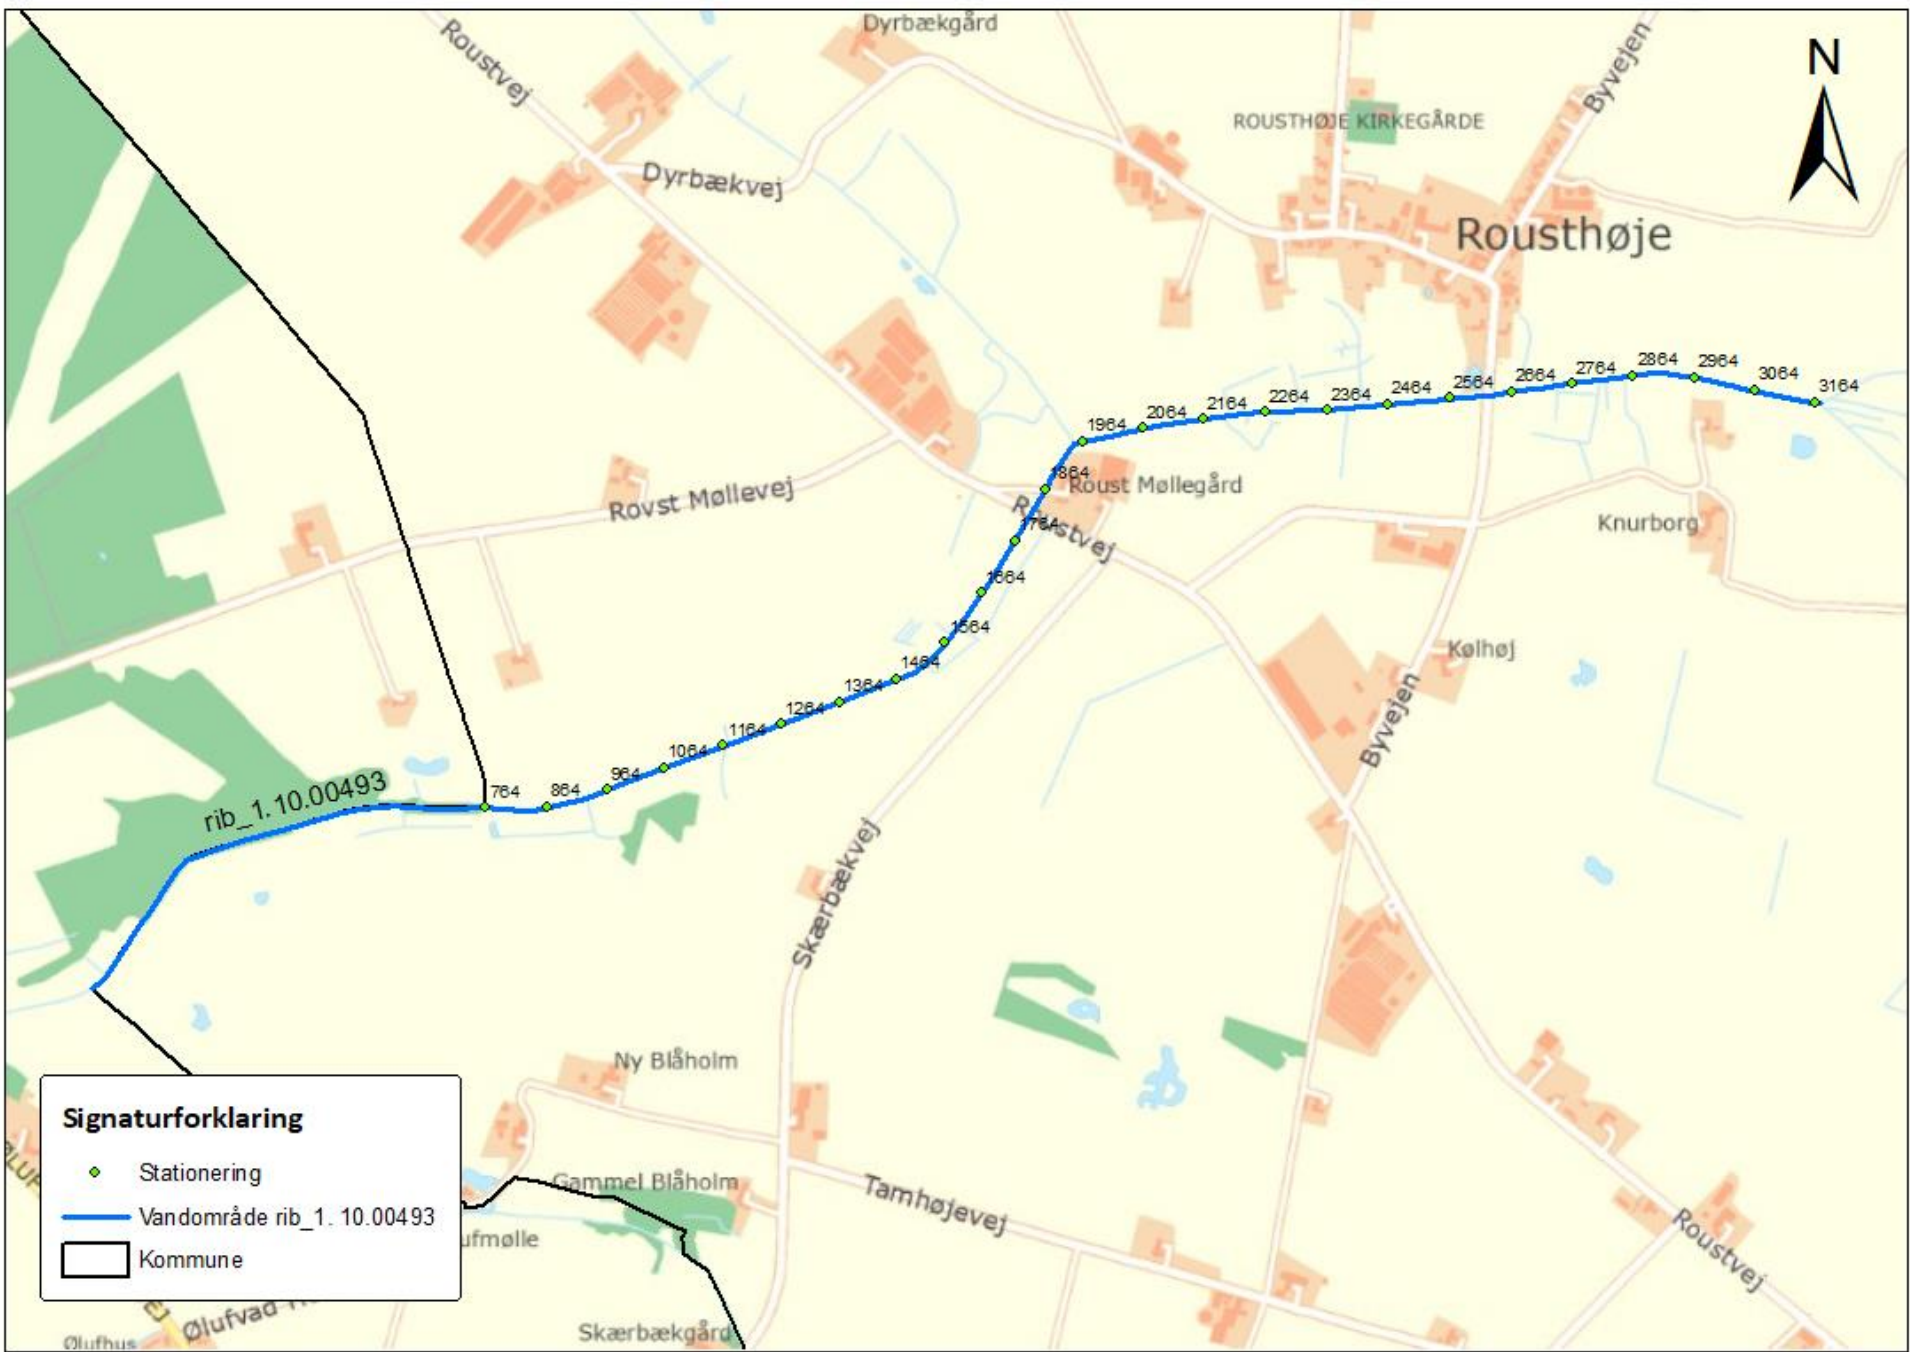 Dyrbækgård
Roustvej
Byvejen
N
ROUSTHØJE KIRKEGÅRDE
Dyrbækvej
Rousthøje
2864
2964
2764
3064
2664
3164
2564
2464
2364
2264
2164
2064
1964
1864
Roust Møllegård
Rovst Møllevej
Roustvej
1764
Knurborg
1664
1564
Kølhøj
1464
1364
1264
1164
1064
964
864
764
Byvejen
rib_1.10.00493
Skærbækvej
Ny Blåholm
Signaturforklaring
Stationering
Vandområde rib_1. 10.00493
Kommune
Gammel Blåholm
Tamhøjevej
ufmølle
Roustvej
Ølufvad
Skærbækgård
Ølufhus